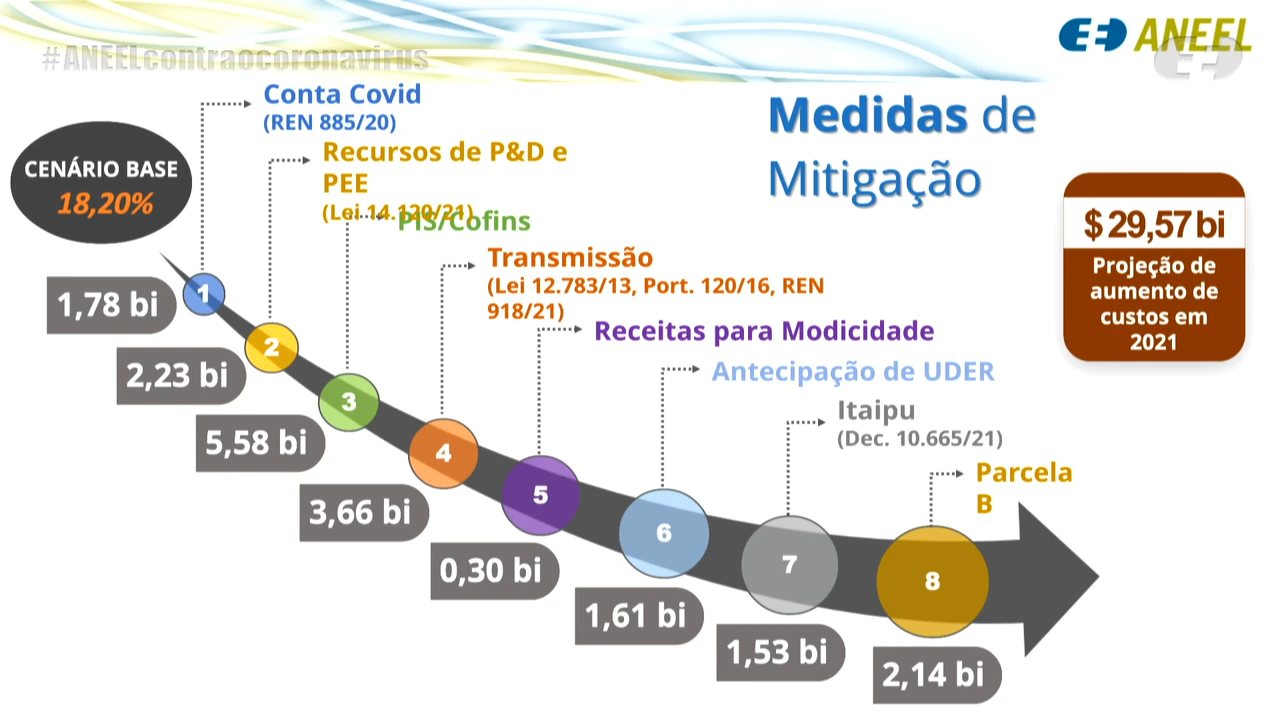 #ANEELcontraocoronavirus
ANEEL
Medidas de
Mitigação
CENÁRIO BASE
18,20%
Conta Covid
(REN 885/20)
Recursos de P&D e
PEE
(Lei 14.120/21)
PIS/Cofins
Transmissão
(Lei 12.783/13, Port. 120/16, REN
918/21)
Receitas para Modicidade
Antecipação de UDER
Itaipu
(Dec. 10.665/21)
Parcela
B
$ 29,57 bi
Projeção de
aumento de
custos em
2021
1
1,78 bi
2
2,23 bi
3
5,58 bi
4
3,66 bi
5
0,30 bi
6
1,61 bi
7
1,53 bi
8
2,14 bi